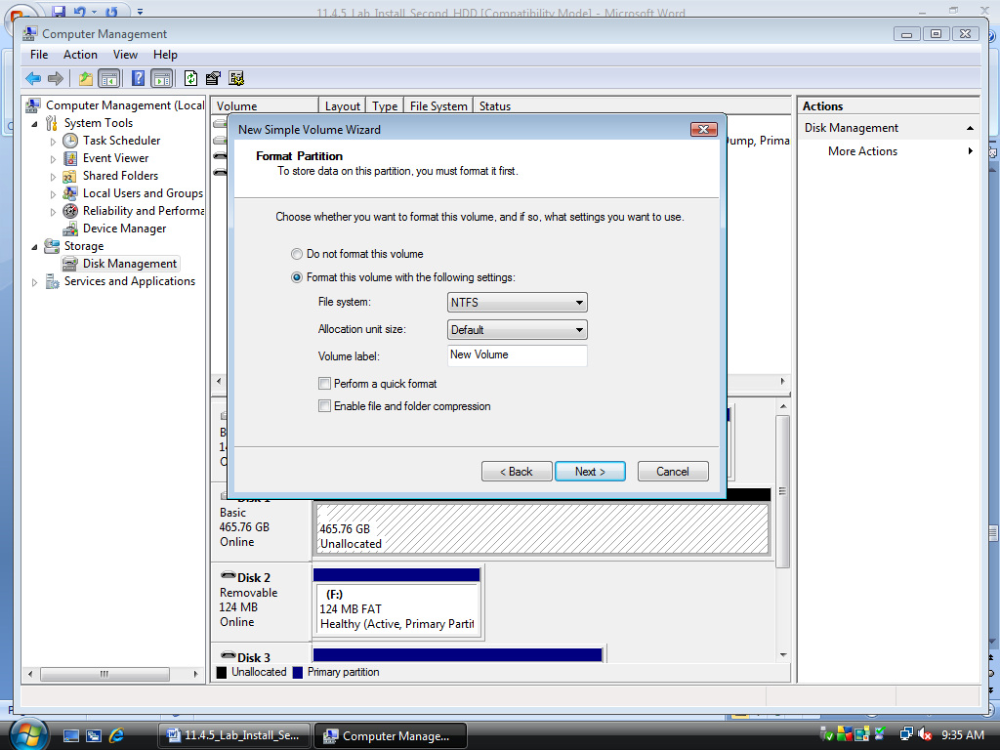 11.4.5_Lab_Install_Second_HDD [Compatibility Mode] - Microsoft Word
Computer Management
File Action View Help
Computer Management (Local
System Tools
Task Scheduler
Event Viewer
Shared Folders
Local Users and Groups
Reliability and Performa
Device Manager
Storage
Disk Management
Services and Applications
Volume Layout Type File System Status
ump, Prima
Actions
Disk Management
More Actions
New Simple Volume Wizard
Format Partition
To store data on this partition, you must format it first.
Choose whether you want to format this volume, and if so, what settings you want to use.
Do not format this volume
Format this volume with the following settings:
File system: NTFS
Allocation unit size: Default
Volume label: New Volume
Perform a quick format
Enable file and folder compression
< Back Next > Cancel
Disk 1
Basic
465.76 GB
Online
465.76 GB
Unallocated
Disk 2
Removable
124 MB
Online
(F:)
124 MB FAT
Healthy (Active, Primary Partit
Disk 3
Unallocated Primary partition
11.4.5_Lab_Install_Se...
Computer Manage...
9:35 AM